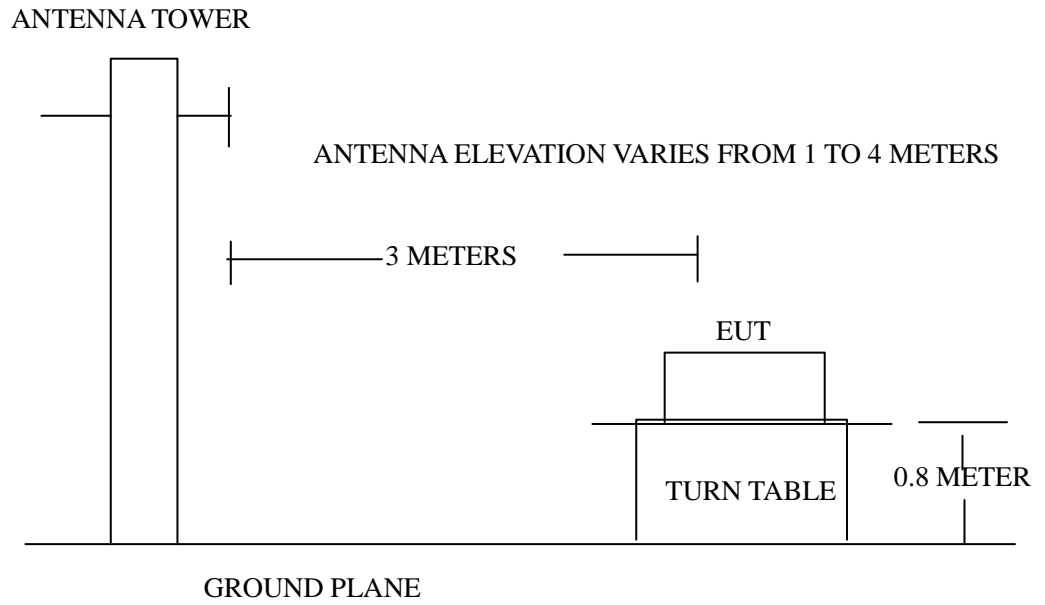 ANTENNA TOWER
ANTENNA ELEVATION VARIES FROM 1 TO 4 METERS
3 METERS
EUT
TURN TABLE
0.8 METER
GROUND PLANE